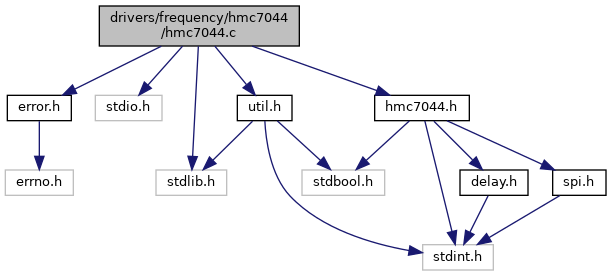 drivers/frequency/hmc7044
/hmc7044.c
error.h
stdio.h
util.h
hmc7044.h
errno.h
stdlib.h
stdbool.h
delay.h
spi.h
stdint.h